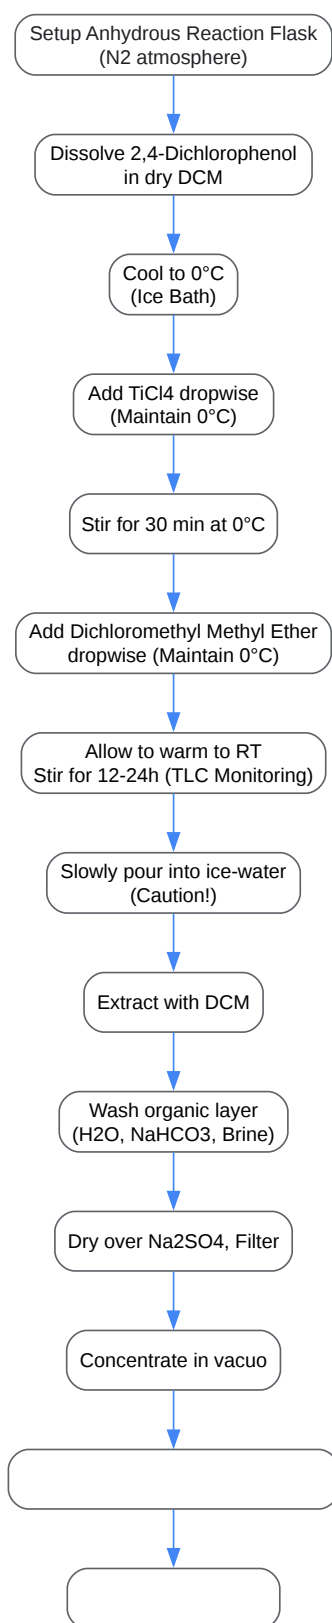 Setup Anhydrous Reaction Flask
(N2 atmosphere)
Dissolve 2,4-Dichlorophenol
in dry DCM
Cool to 0°C
(Ice Bath)
Add TiCl4 dropwise
(Maintain 0°C)
Stir for 30 min at 0°C
Add Dichloromethyl Methyl Ether
dropwise (Maintain 0°C)
Allow to warm to RT
Stir for 12-24h (TLC Monitoring)
Slowly pour into ice-water
(Caution!)
Extract with DCM
Wash organic layer
(H2O, NaHCO3, Brine)
Dry over Na2SO4, Filter
Concentrate in vacuo